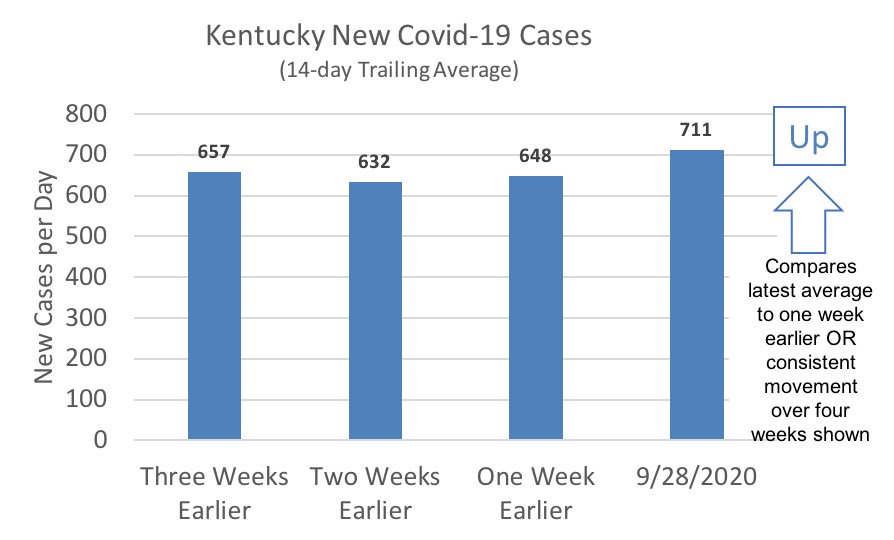 Kentucky New Covid-19 Cases
(14-day Trailing Average)
New Cases per Day
800
700
600
500
400
300
200
100
0
657
632
648
711
Three Weeks
Earlier
Two Weeks
Earlier
One Week
Earlier
9/28/2020
Up
Compares
latest average
to one week
earlier OR
consistent
movement
over four
weeks shown